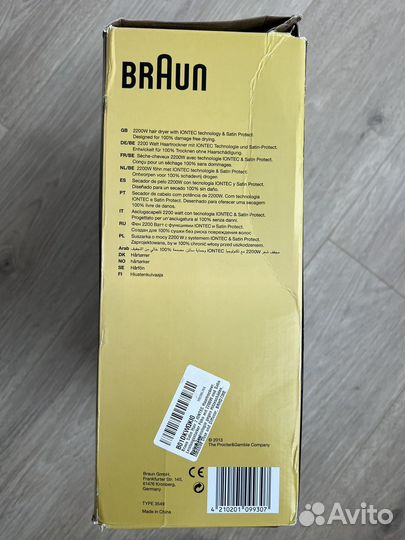 BRAUN
GB 2200W hair dryer with IONTEC technology & Satin Protect.
Designed for 100% damage free drying.
DE/BE 2200 Watt Haartrockner mit IONTEC Technologie und Satin-Protect.
Entwickelt für 100% Trocknen ohne Haarschädigung.
FR/BE Sèche-cheveux 2200W avec technologie IONTEC et Satin Protect.
Conçu pour un séchage 100% sans dommages.
NL/BE 2200W föhn met IONTEC technologie & Satin Protect.
Ontworpen voor 100% schadevrij drogen.
ES Secador de pelo 2200W con tecnología IONTEC y Satin Protect.
Diseñado para un secado 100% sin daño.
PT Secador de cabelo com potência de 2200W. Com tecnologia
IONTEC e Satin Protect. Desenhado para oferecer uma secagem
100% livre de danos.
IT Asciugacapelli 2200 watt con tecnologia IONTEC & Satin Protect.
Progettato per un'asciugatura al 100% senza danni.
RU Фен 2200 Ватт с функциями IONTEC и Satin Protect.
Создан для 100% сушки без риска повреждения волос
PL Suszarka o mocy 2200 W z systemem IONTEC & Satin Protect.
Zaprojektowana, by w 100% chronić włosy przed uszkodzeniem.
Arab
DK Hårtørrer
NO Hårtørker
SE Hårfön
FI Hiustenkuivaaja
B01DKVW0K0
© 2013
The Procter&Gamble Company
Braun GmbH,
Frankfurter Str. 145,
61476 Kronberg,
Germany
TYPE 3549
Made in China
4 210201 099307
Avito